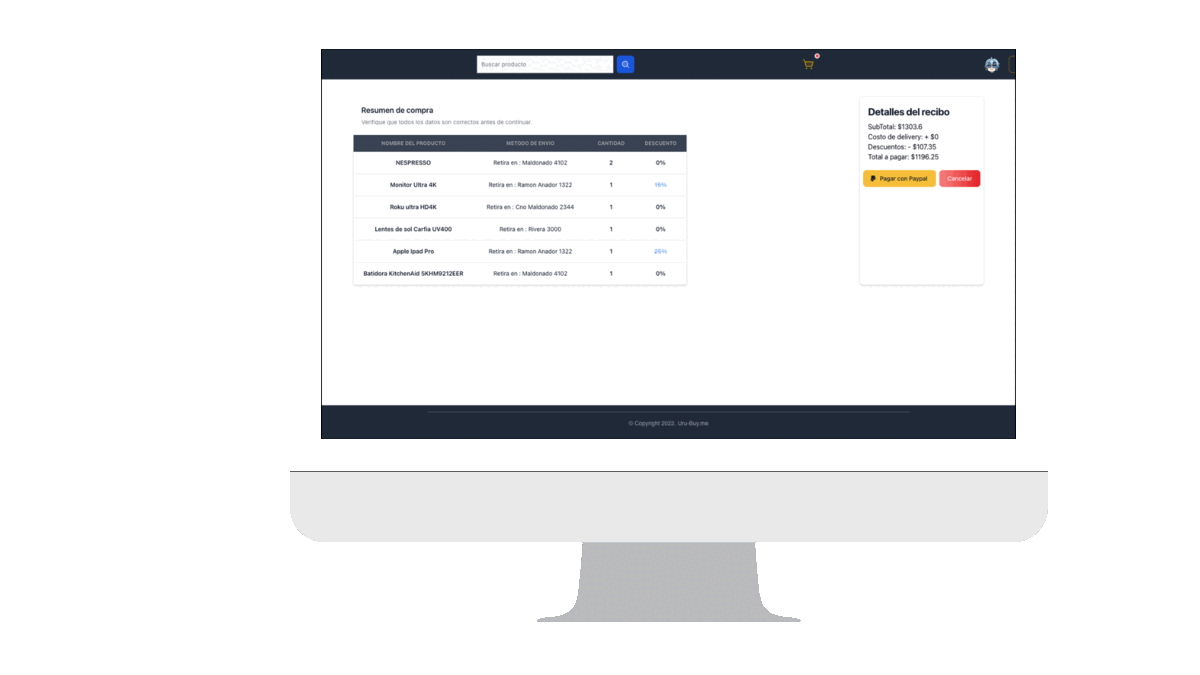 Buscar producto
Resumen de compra
Verifique que todos los datos son correctos antes de continuar.
NOMBRE DEL PRODUCTO METODO DE ENVIO CANTIDAD DESCUENTO
NESPRESSO Retira en : Maldonado 4102 2 0%
Monitor Ultra 4K Retira en : Ramon Anador 1322 1 15%
Roku ultra HD4K Retira en : Cno Maldonado 2344 1 0%
Lentes de sol Carfia UV400 Retira en : Rivera 3000 1 0%
Apple Ipad Pro Retira en : Ramon Anador 1322 1 25%
Batidora KitchenAid 5KHM9212EER Retira en : Maldonado 4102 1 0%
Detalles del recibo
SubTotal: $1303.6
Costo de delivery: + $0
Descuentos: - $107.35
Total a pagar: $1196.25
Pagar con Paypal Cancelar
© Copyright 2022. Uru-Buy.me